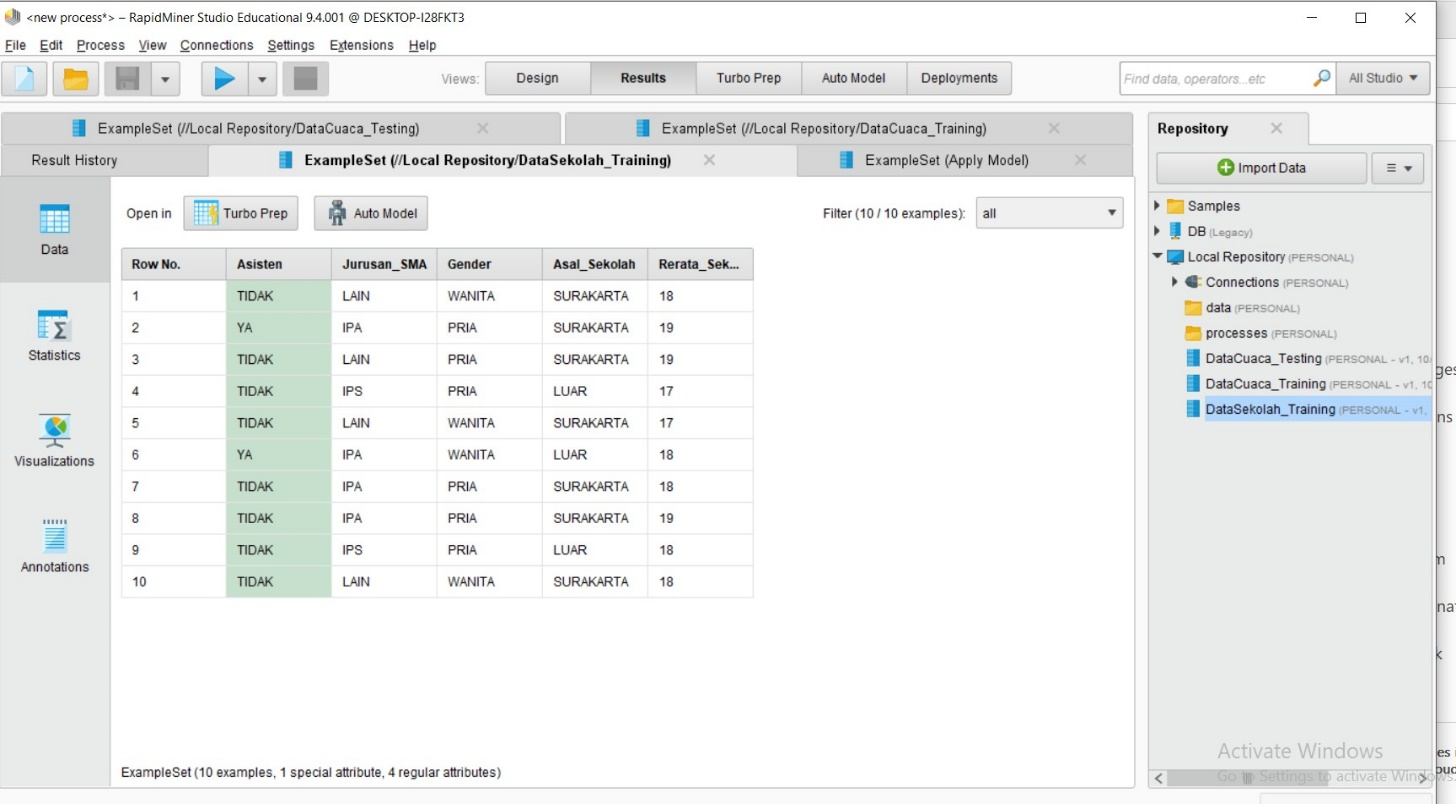 <new process*> – RapidMiner Studio Educational 9.4.001 @ DESKTOP-I28FKT3
File Edit Process View Connections Settings Extensions Help
Views: Design Results Turbo Prep Auto Model Deployments Find data, operators...etc All Studio
ExampleSet (//Local Repository/DataCuaca_Testing) ExampleSet (//Local Repository/DataCuaca_Training)
Result History ExampleSet (//Local Repository/DataSekolah_Training) ExampleSet (Apply Model)
Data
Statistics
Visualizations
Annotations
Open in Turbo Prep Auto Model Filter (10 / 10 examples): all
Row No. Asisten Jurusan_SMA Gender Asal_Sekolah Rerata_Sek...
1 TIDAK LAIN WANITA SURAKARTA 18
2 YA IPA PRIA SURAKARTA 19
3 TIDAK LAIN PRIA SURAKARTA 19
4 TIDAK IPS PRIA LUAR 17
5 TIDAK LAIN WANITA SURAKARTA 17
6 YA IPA WANITA LUAR 18
7 TIDAK IPA PRIA SURAKARTA 18
8 TIDAK IPA PRIA SURAKARTA 19
9 TIDAK IPS PRIA LUAR 18
10 TIDAK LAIN WANITA SURAKARTA 18
ExampleSet (10 examples, 1 special attribute, 4 regular attributes)
Repository
Import Data
Samples
DB (Legacy)
Local Repository (PERSONAL)
Connections (PERSONAL)
data (PERSONAL)
processes (PERSONAL)
DataCuaca_Testing (PERSONAL – v1, 10
DataCuaca_Training (PERSONAL – v1, 10
DataSekolah_Training (PERSONAL – v1,
Activate Windows
Go to Settings to activate Windows.